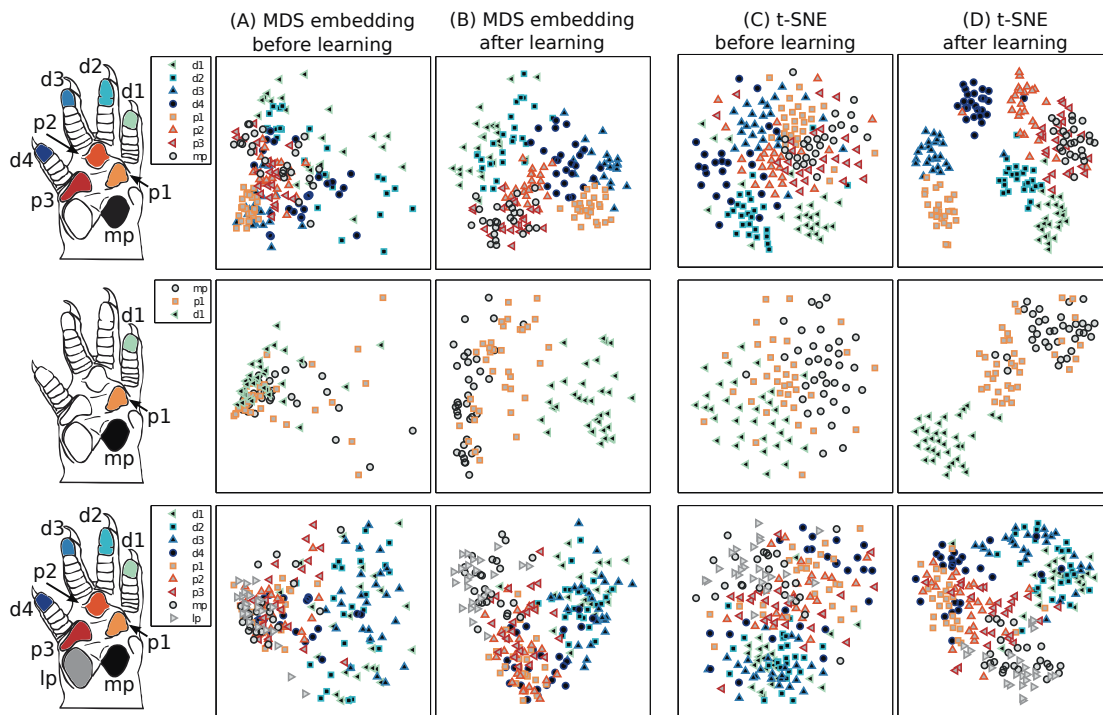 (A) MDS embedding
before learning
(B) MDS embedding
after learning
(C) t-SNE
before learning
(D) t-SNE
after learning
d3
d2
d1
p2
d4
p3
p1
mp
d1
d2
d3
d4
p1
p2
p3
mp
d1
p1
mp
mp
p1
d1
d3
d2
d1
p2
d4
p3
p1
lp
mp
d1
d2
d3
d4
p1
p2
p3
mp
lp